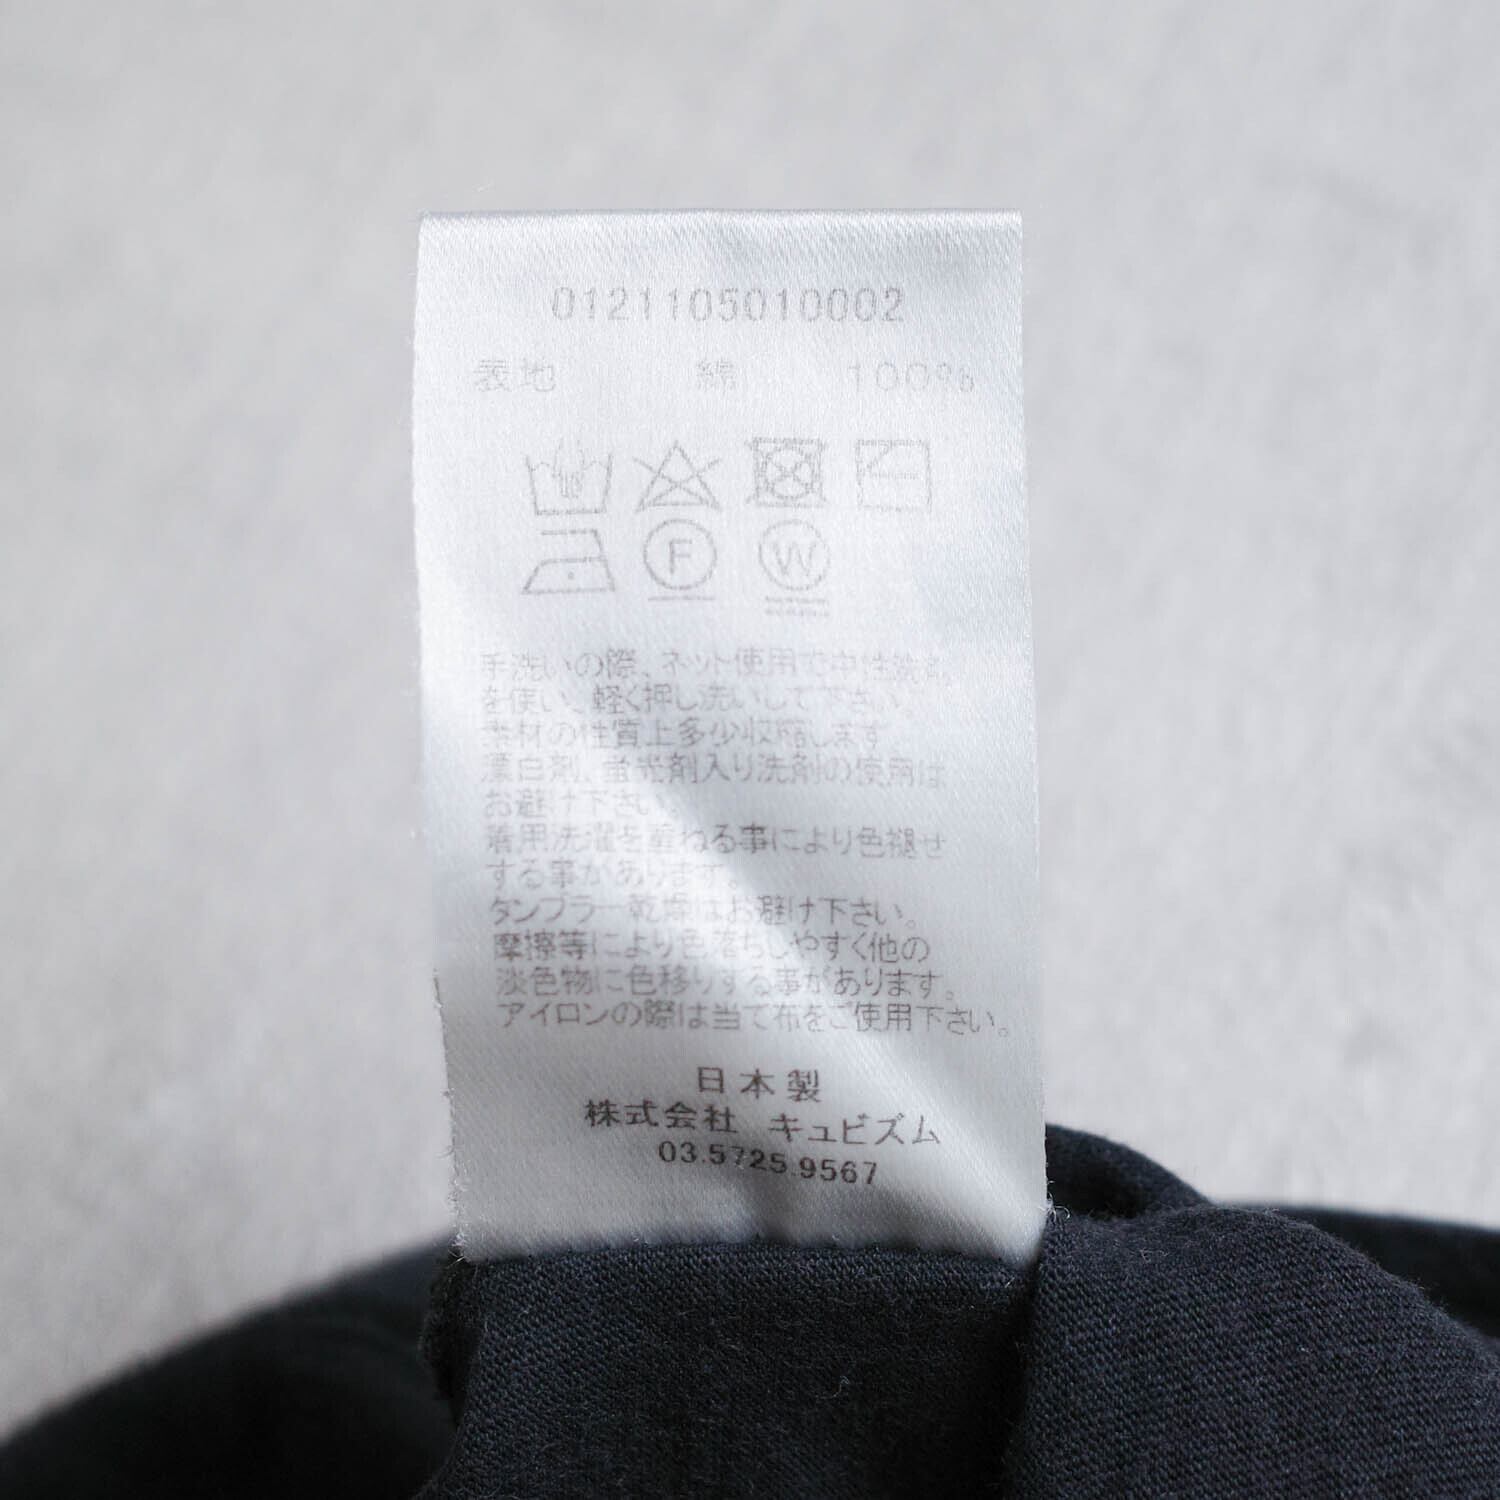 0121105010002
表地 綿 100%
F W
手洗いの際、ネット使用で中性洗剤
を使い、軽く押し洗いして下さい。
素材の性質上多少収縮します
漂白剤、蛍光剤入り洗剤の使用は
お避け下さい。
着用洗濯を重ねる事により色褪せ
する事があります。
タンブラー乾燥はお避け下さい。
摩擦等により色落ちしやすく他の
淡色物に色移りする事があります。
アイロンの際は当て布をご使用下さい。
日本製
株式会社 キュビズム
03.5725.9567